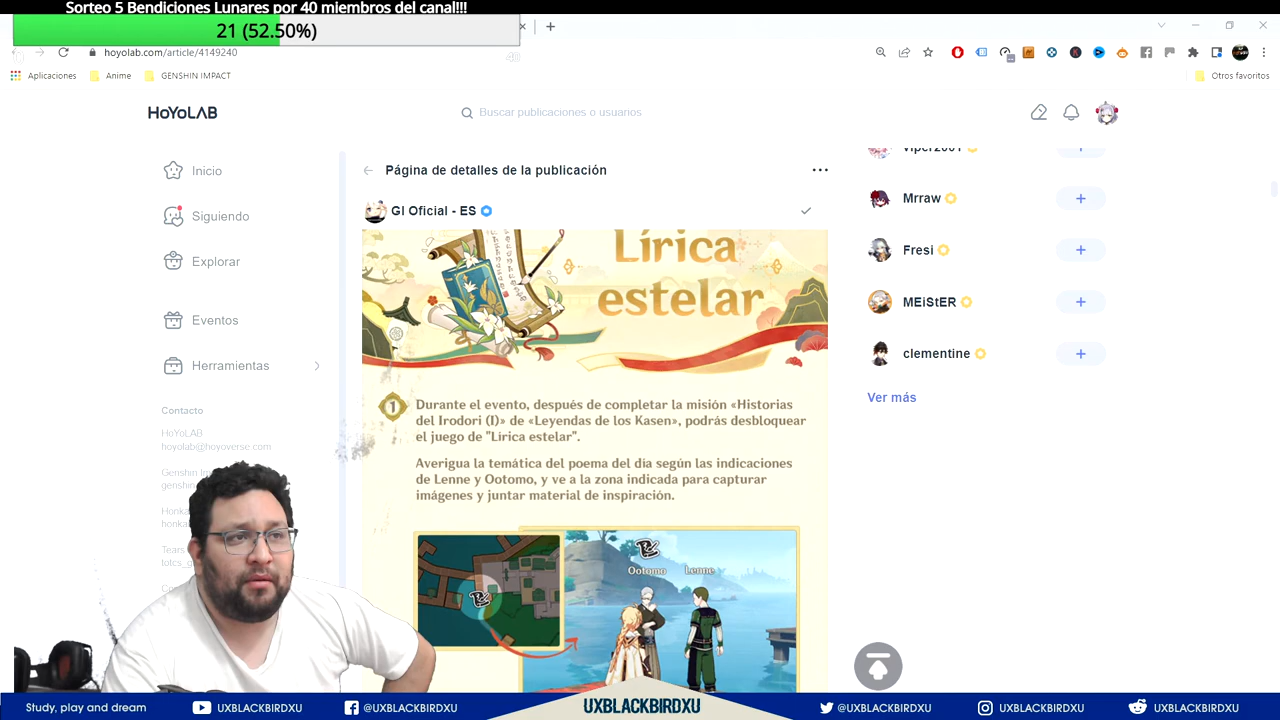 Sorteo 5 Bendiciones Lunares por 40 miembros del canal!!!
21 (52.50%)
40
hoyolab.com/article/4149240
Aplicaciones
Anime
GENSHIN IMPACT
Otros favoritos
HoYoLAB
Buscar publicaciones o usuarios
Inicio
Siguiendo
Explorar
Eventos
Herramientas
Contacto
HoYoLAB
hoyolab@hoyoverse.com
Página de detalles de la publicación
GI Oficial - ES
Lírica
estelar
1
Durante el evento, después de completar la misión «Historias
del Irodori (I)» de «Leyendas de los Kasen», podrás desbloquear
el juego de "Lírica estelar".
Averigua la temática del poema del día según las indicaciones
de Lenne y Ootomo, y ve a la zona indicada para capturar
imágenes y juntar material de inspiración.
Ootomo
Lenne
Mrraw
Fresi
MEiStER
clementine
Ver más
Study, play and dream
UXBLACKBIRDXU
@UXBLACKBIRDXU
UXBLACKBIRDXU
@UXBLACKBIRDXU
UXBLACKBIRDXU
UXBLACKBIRDXU